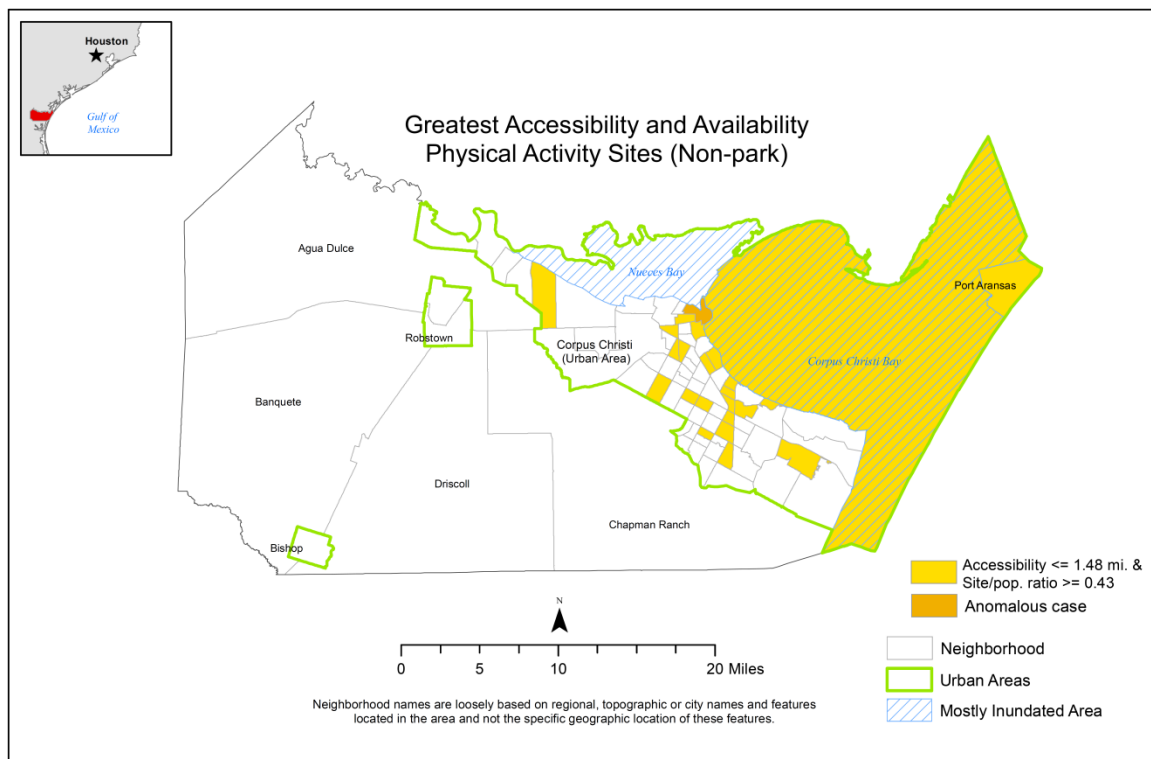 Houston
Gulf of
Mexico
Greatest Accessibility and Availability
Physical Activity Sites (Non-park)
Agua Dulce
Nueces Bay
Port Aransas
Robstown
Corpus Christi
(Urban Area)
Corpus Christi Bay
Banquete
Driscoll
Chapman Ranch
Bishop
Accessibility <= 1.48 mi. &
Site/pop. ratio >= 0.43
Anomalous case
N
Neighborhood
0 5 10 20 Miles
Urban Areas
Mostly Inundated Area
Neighborhood names are loosely based on regional, topographic or city names and features
located in the area and not the specific geographic location of these features.